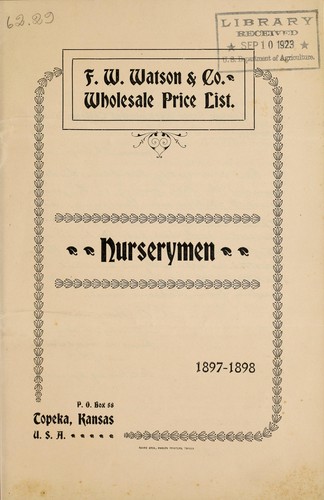 62.29
LIBRARY
RECEIVED
★ SEP 10 1923 ★
U. S. Department of Agriculture.
F. W. Watson & Co.
Wholesale Price List.
Nurserymen
1897-1898
P. O. Box 56
Topeka, Kansas
U. S. A.